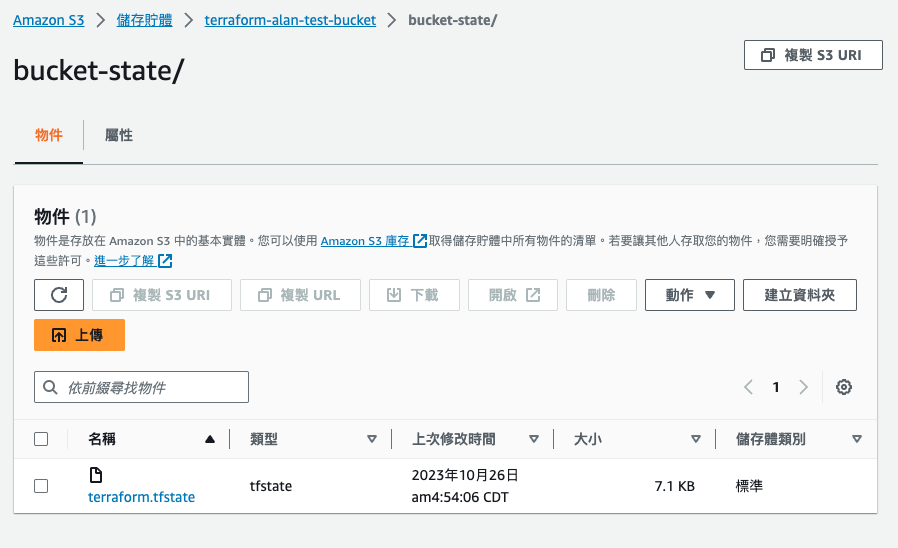 Amazon S3 > 儲存貯體 > terraform-alan-test-bucket > bucket-state/
複製 S3 URI
bucket-state/
物件 屬性
物件 (1)
物件是存放在 Amazon S3 中的基本實體。您可以使用 Amazon S3 庫存 取得儲存貯體中所有物件的清單。若要讓其他人存取您的物件，您需要明確授予
這些許可。進一步了解
複製 S3 URI 複製 URL 下載 開啟 刪除 動作 建立資料夾
上傳
依前綴尋找物件 1
名稱 類型 上次修改時間 大小 儲存體類別
terraform.tfstate tfstate 2023年10月26日 7.1 KB 標準
am4:54:06 CDT